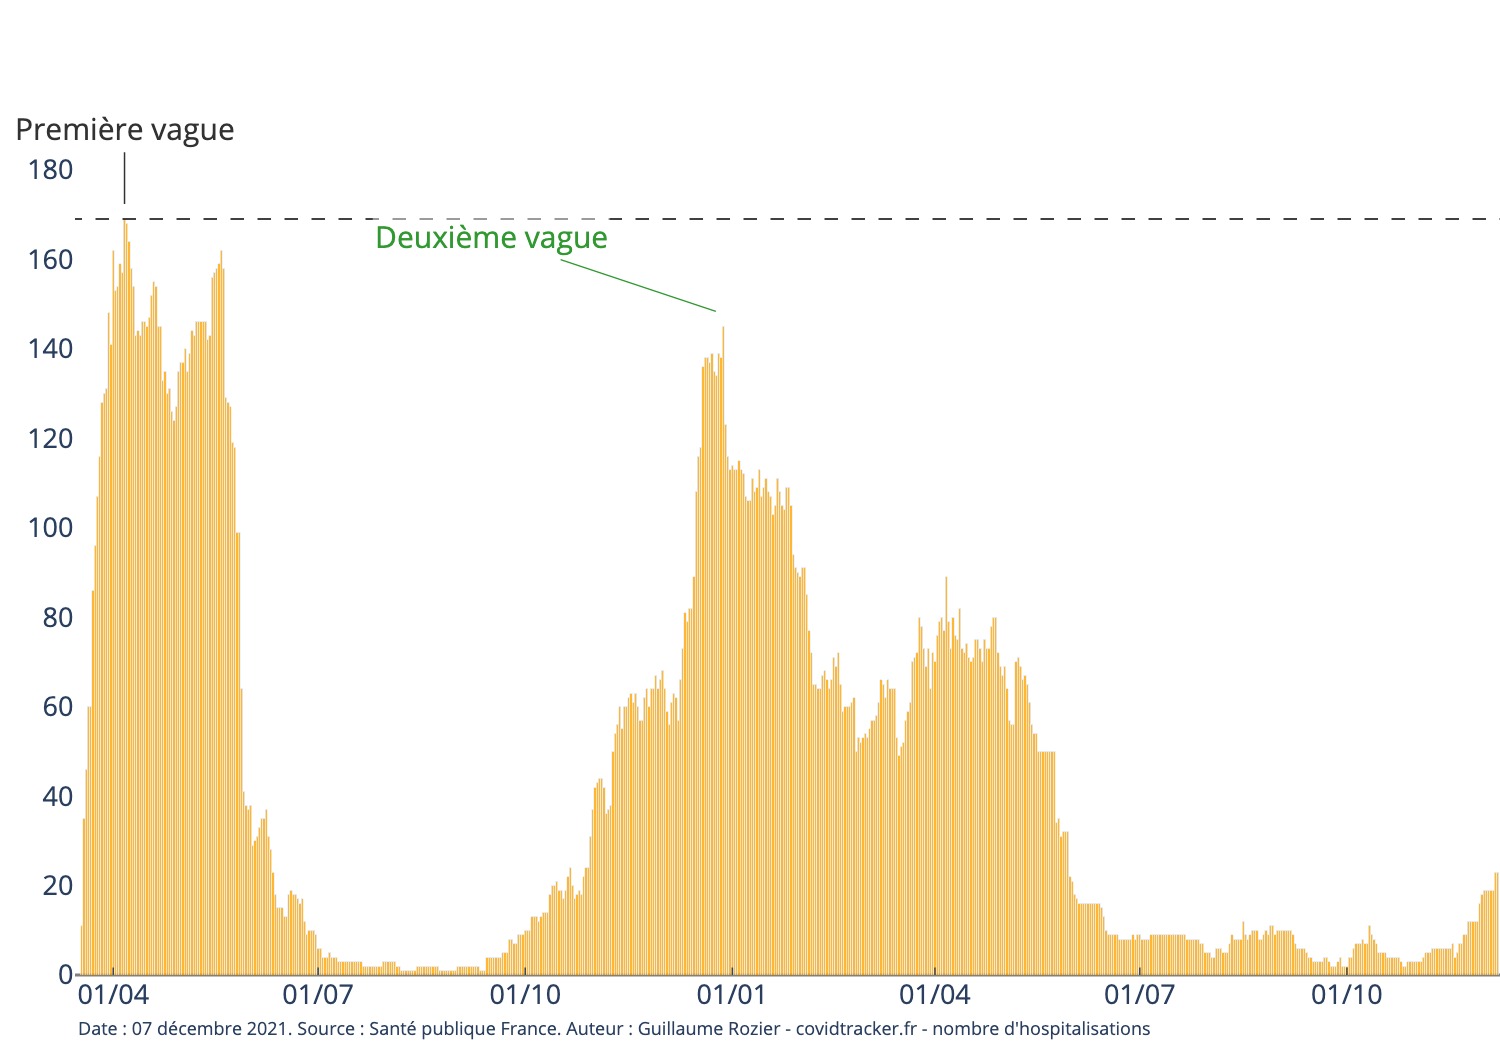 Première vague
180
Deuxième vague
160
140
120
100
80
60
40
20
0
01/04 01/07 01/10 01/01 01/04 01/07 01/10
Date : 07 décembre 2021. Source : Santé publique France. Auteur : Guillaume Rozier - covidtracker.fr - nombre d'hospitalisations